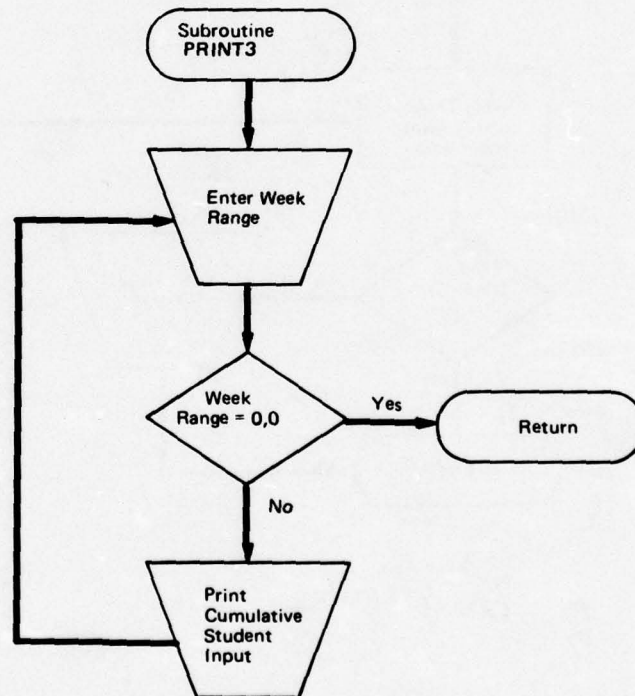 Subroutine
PRINT3
Enter Week
Range
Week
Range = 0,0
Yes
Return
No
Print
Cumulative
Student
Input